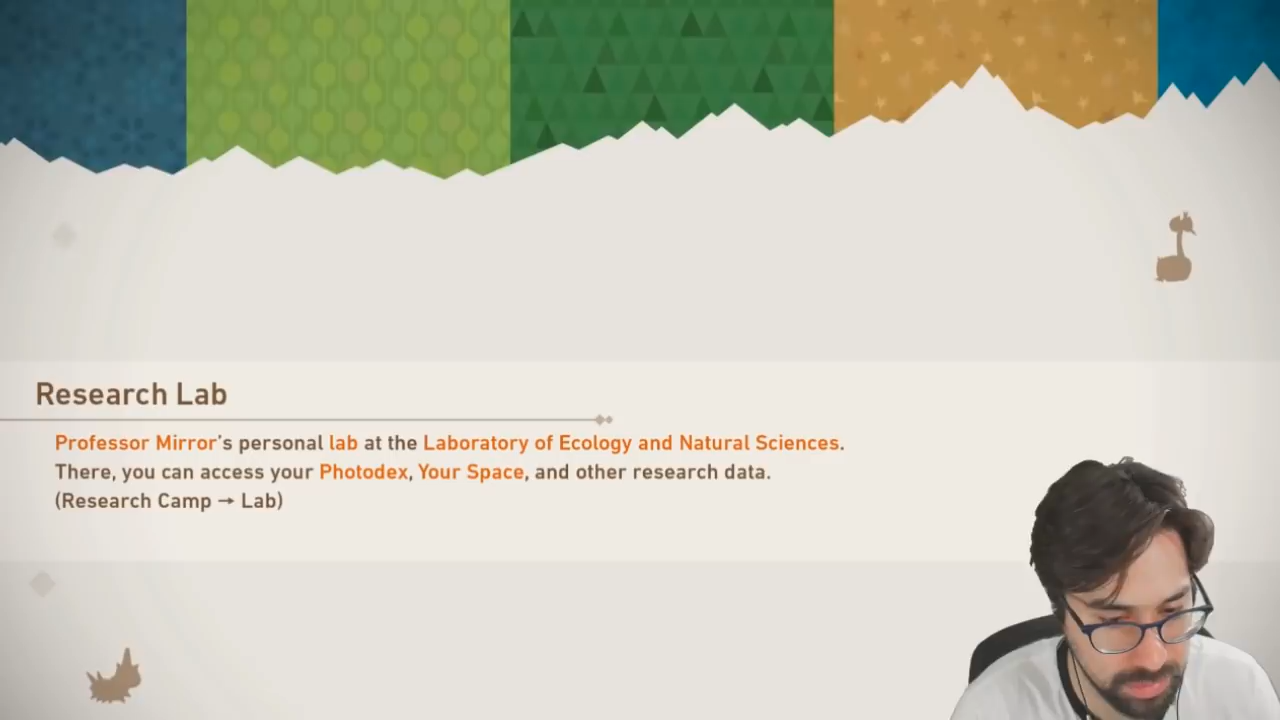 Research Lab
Professor Mirror's personal lab at the Laboratory of Ecology and Natural Sciences.
There, you can access your Photodex, Your Space, and other research data.
(Research Camp → Lab)